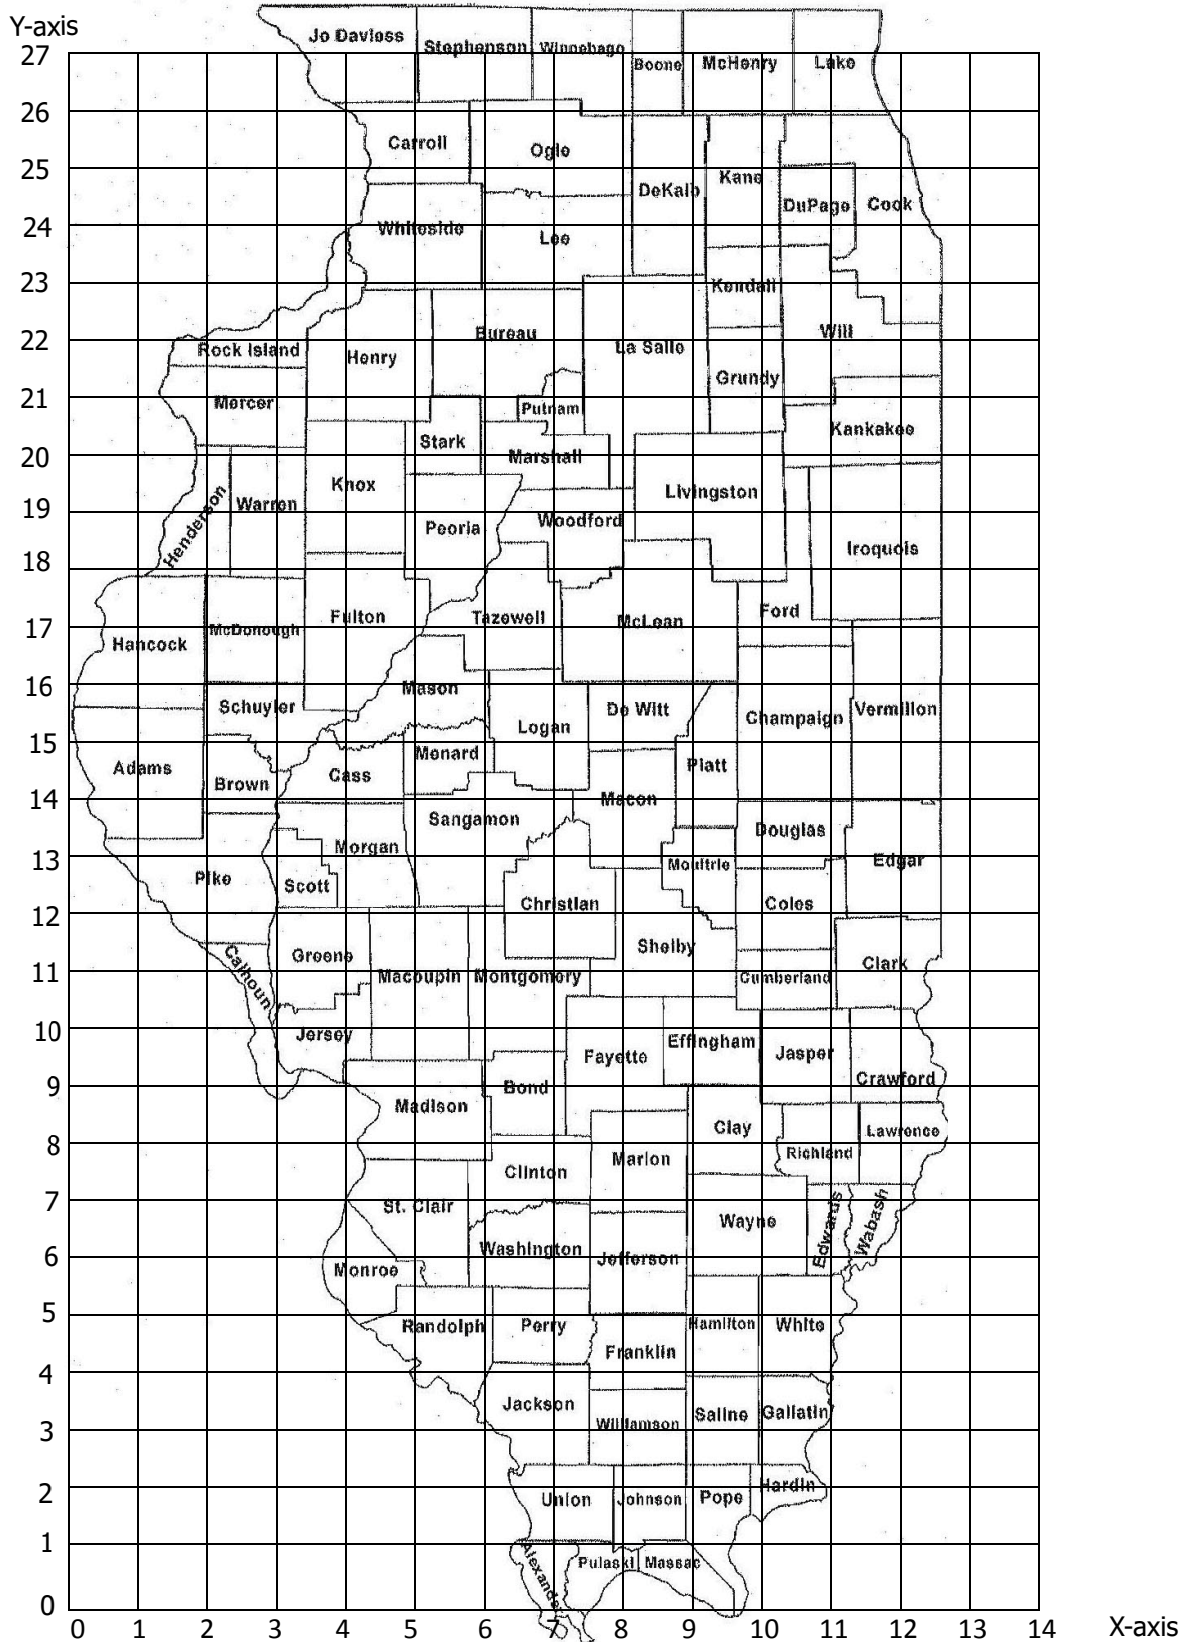 Y-axis
Jo Daviess Stephenson Winnebago Boone McHenry Lake
27
26
Carroll Ogle
25
DeKalb Kane DuPage Cook
24
Whiteside Lee
23
Kendall
22
Rock Island Henry Bureau La Salle Will
Grundy
21
Mercer Putnam
Stark Marshall Kankakee
20
Henderson Warren Knox Livingston
19
Peoria Woodford Iroquois
18
Fulton Tazewell McLean Ford
17
Hancock McDonough
16
Schuyler Mason Logan De Witt Champaign Vermilion
15
Adams Brown Cass Menard Piatt
14
Macon
Sangamon Douglas
Morgan
13
Pike Scott Moultrie Edgar
Christian Coles
12
Greene Shelby
11
Calhoun Macoupin Montgomery Cumberland Clark
10
Jersey Fayette Effingham Jasper
9
Bond Crawford
Madison
8
Clay Lawrence
Marion Richland
Clinton
7
St. Clair Wayne Edwards Wabash
6
Washington Jefferson
Monroe
5
Randolph Perry Hamilton White
Franklin
4
Jackson Saline Gallatin
3
Williamson
2
Union Johnson Pope Hardin
1
Alexander Pulaski Massac
0
0 1 2 3 4 5 6 7 8 9 10 11 12 13 14 X-axis